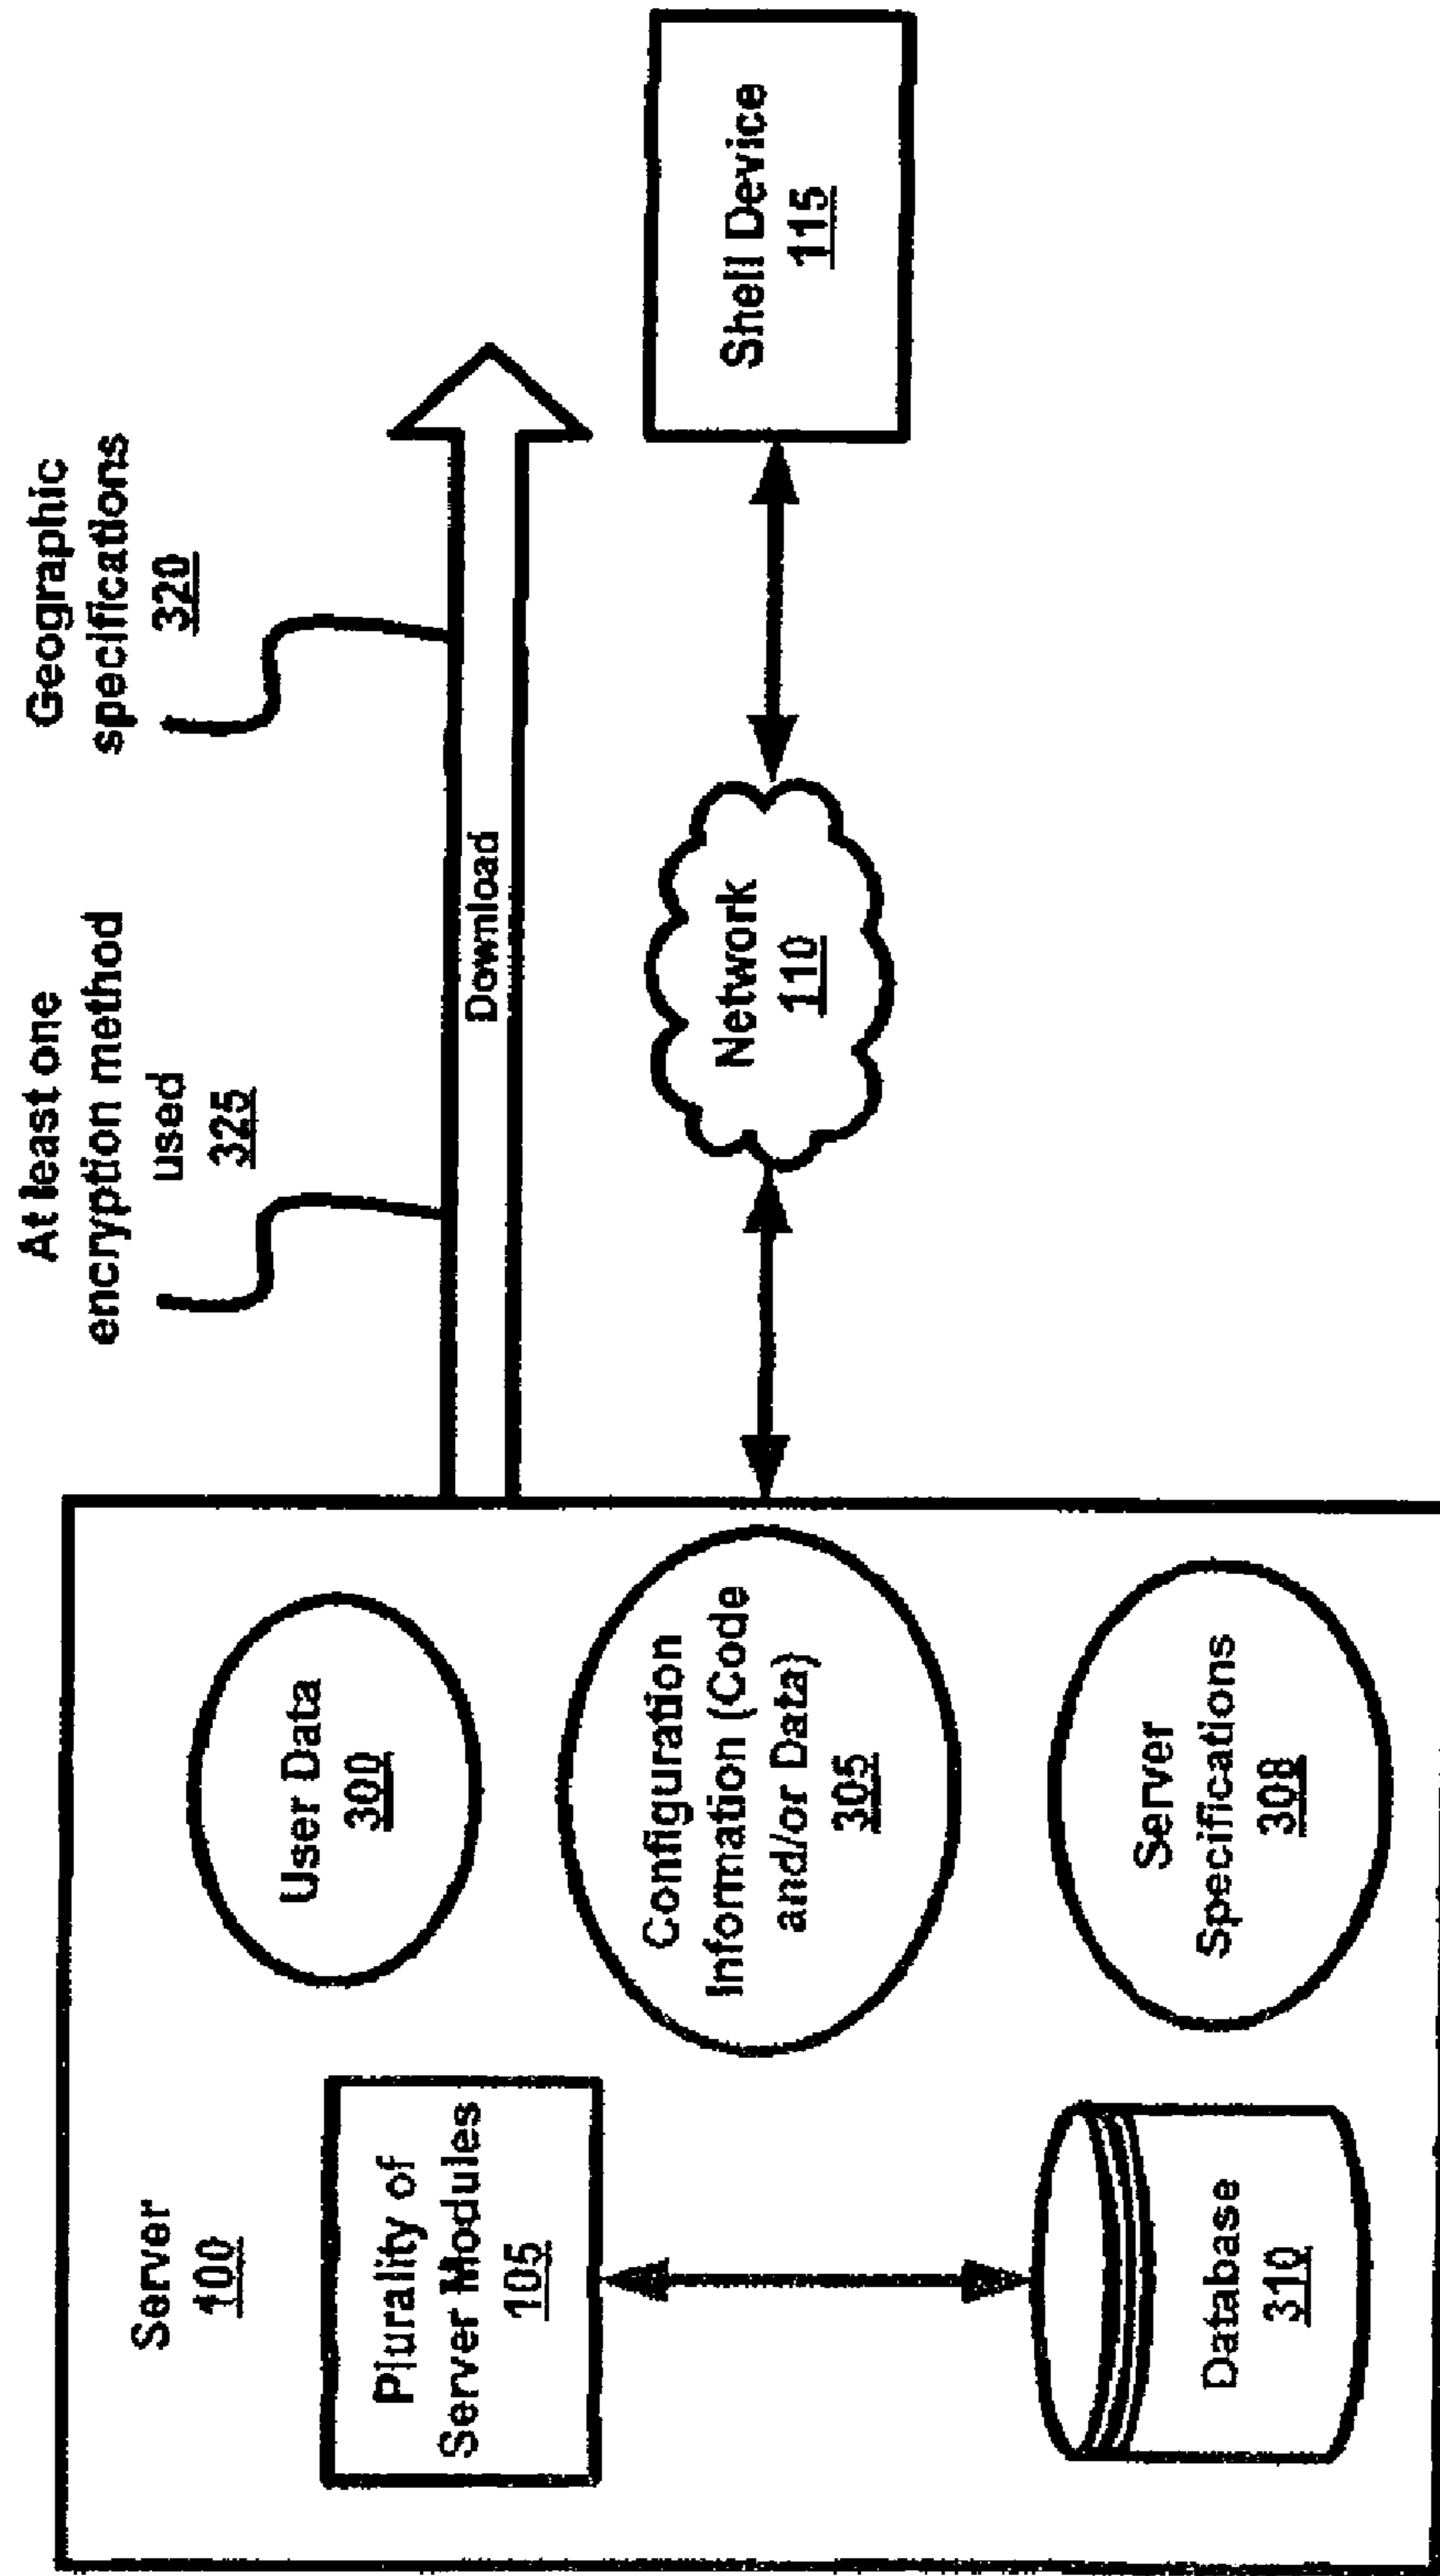 Server
100
Plurality of
Server Modules
105
Database
310
User Data
300
Configuration
Information (Code
and/or Data)
305
Server
Specifications
308
At least one
encryption method
used
325
Geographic
specifications
320
Download
Network
110
Shell Device
115